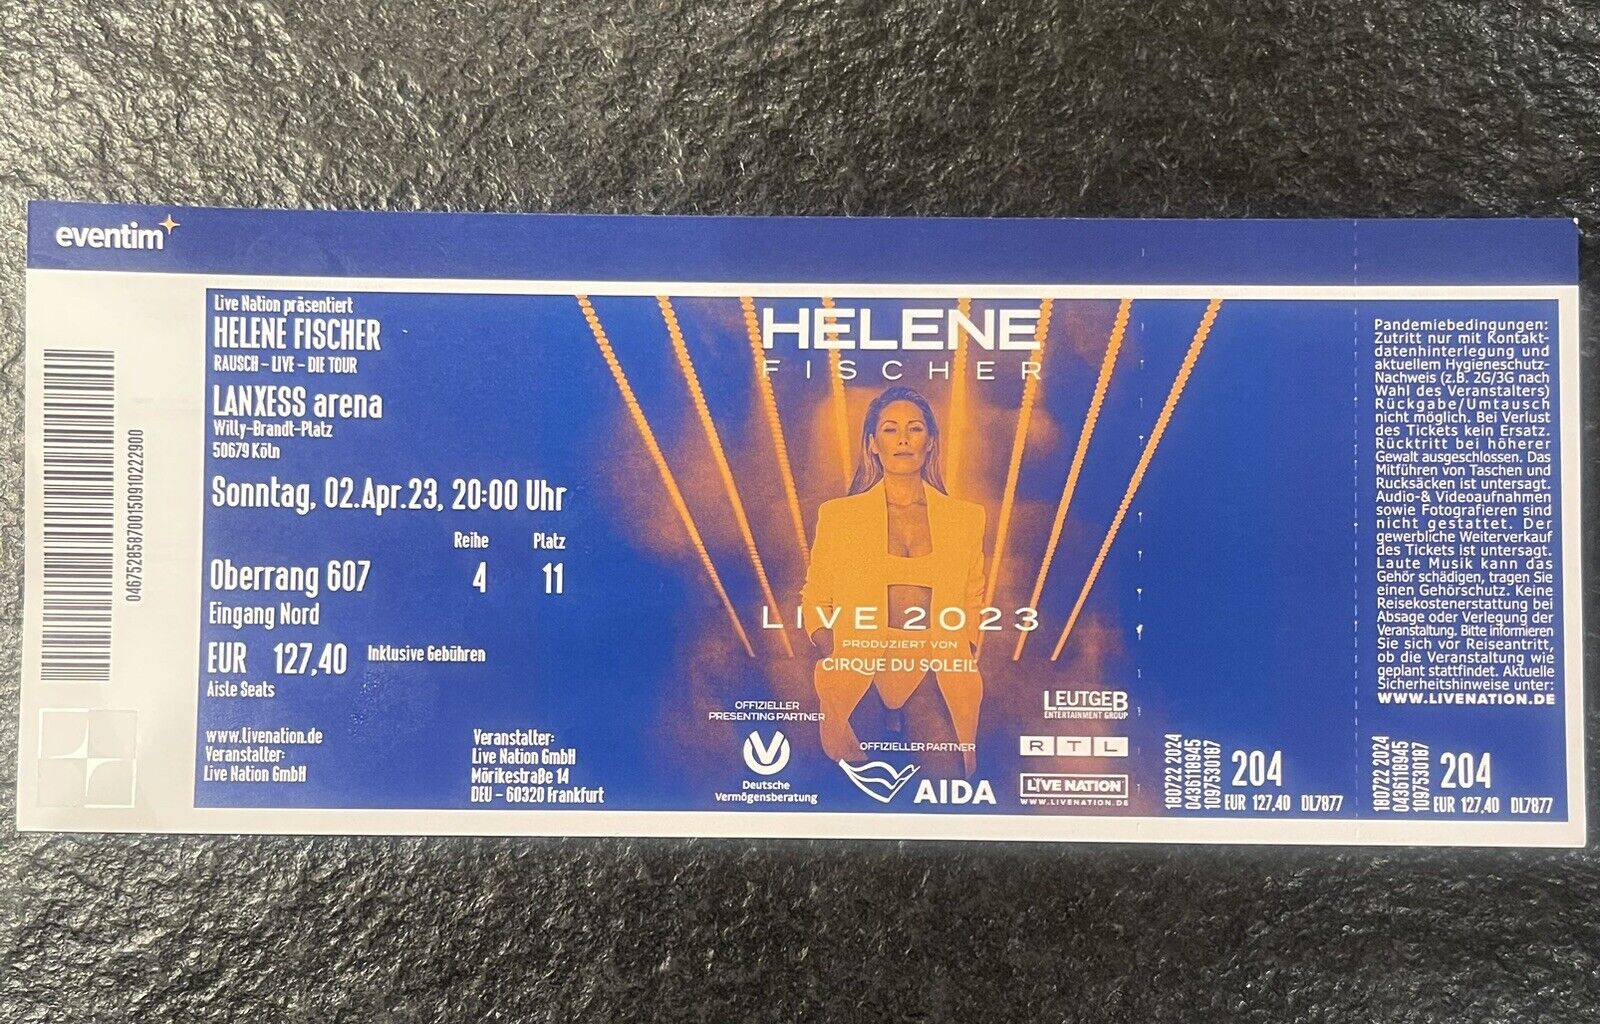 eventim
04675285870015091022​2900
Live Nation präsentiert
HELENE FISCHER
RAUSCH – LIVE – DIE TOUR
LANXESS arena
Willy-Brandt-Platz
50679 Köln
Sonntag, 02.Apr.23, 20:00 Uhr
Reihe Platz
Oberrang 607 4 11
Eingang Nord
EUR 127,40 Inklusive Gebühren
Aisle Seats
www.livenation.de
Veranstalter:
Live Nation GmbH
Veranstalter:
Live Nation GmbH
Mörikestraße 14
DEU – 60320 Frankfurt
HELENE
FISCHER
LIVE 2023
PRODUZIERT VON
CIRQUE DU SOLEIL
OFFIZIELLER
PRESENTING PARTNER
Deutsche
Vermögensberatung
OFFIZIELLER PARTNER
AIDA
LEUTGEB
ENTERTAINMENT GROUP
RTL
LIVE NATION
WWW.LIVENATION.DE
180722 2024
0436110945
1097530187
204
EUR 127,40 DL7877
Pandemiebedingungen:
Zutritt nur mit Kontakt-
datenhinterlegung und
aktuellem Hygieneschutz-
Nachweis (z.B. 2G/3G nach
Wahl des Veranstalters)
Rückgabe/Umtausch
nicht möglich. Bei Verlust
des Tickets kein Ersatz.
Rücktritt bei höherer
Gewalt ausgeschlossen. Das
Mitführen von Taschen und
Rucksäcken ist untersagt.
Audio-& Videoaufnahmen
sowie Fotografieren sind
nicht gestattet. Der
gewerbliche Weiterverkauf
des Tickets ist untersagt.
Laute Musik kann das
Gehör schädigen, tragen Sie
einen Gehörschutz. Keine
Reisekostenerstattung bei
Absage oder Verlegung der
Veranstaltung. Bitte informieren
Sie sich vor Reiseantritt,
ob die Veranstaltung wie
geplant stattfindet. Aktuelle
Sicherheitshinweise unter:
WWW.LIVENATION.DE
180722 2024
0436110945
1097530187
204
EUR 127,40 DL7877